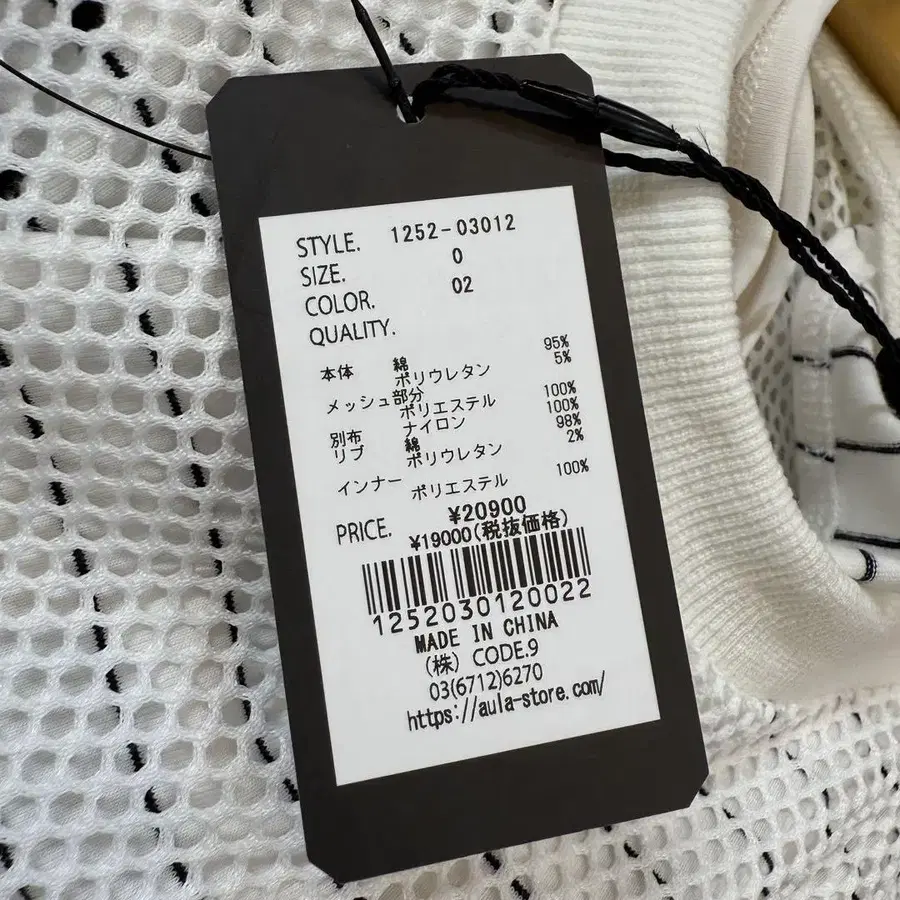 STYLE. 1252-03012
SIZE. 0
COLOR. 02
QUALITY.
本体 綿 95%
ポリウレタン 5%
メッシュ部分
ポリエステル 100%
別布 ナイロン 100%
リブ 綿 98%
ポリウレタン 2%
インナー
ポリエステル 100%
PRICE. ¥20900
¥19000(税抜価格)
1252030120022
MADE IN CHINA
(株) CODE.9
03(6712)6270
https://aula-store.com/